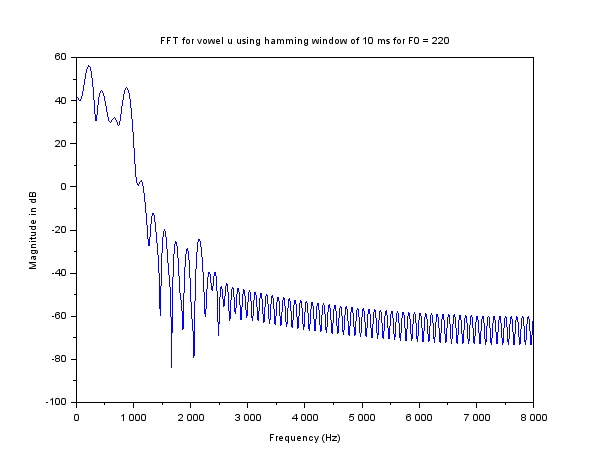 FFT for vowel u using hamming window of 10 ms for F0 = 220
60
40
20
0
-20
-40
-60
-80
-100
Magnitude in dB
0 1 000 2 000 3 000 4 000 5 000 6 000 7 000 8 000
Frequency (Hz)